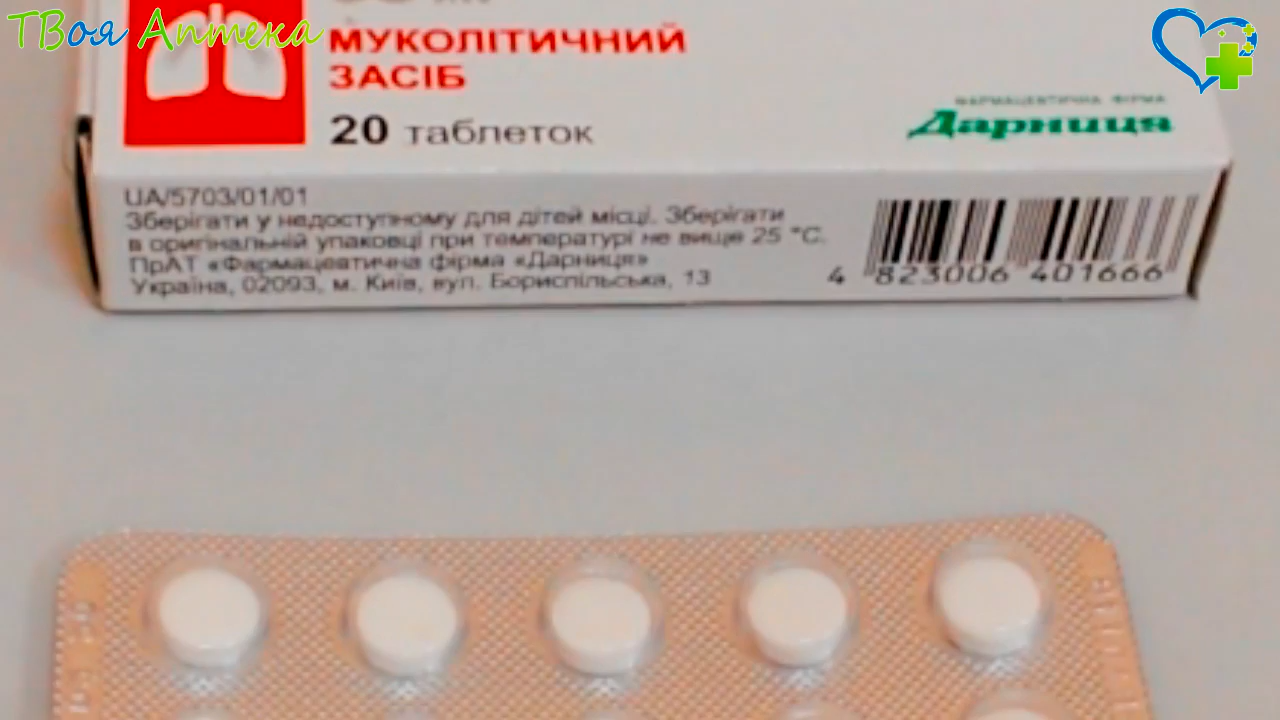 ТВоя Аптека
МУКОЛІТИЧНИЙ
ЗАСІБ
20 таблеток
ФАРМАЦЕВТИЧНА ФІРМА
Дарниця
UA/5703/01/01
Зберігати у недоступному для дітей місці. Зберігати
в оригінальній упаковці при температурі не вище 25 °С.
ПрАТ «Фармацевтична фірма «Дарниця»
Україна, 02093, м. Київ, вул. Бориспільська, 13
4 823006 401666